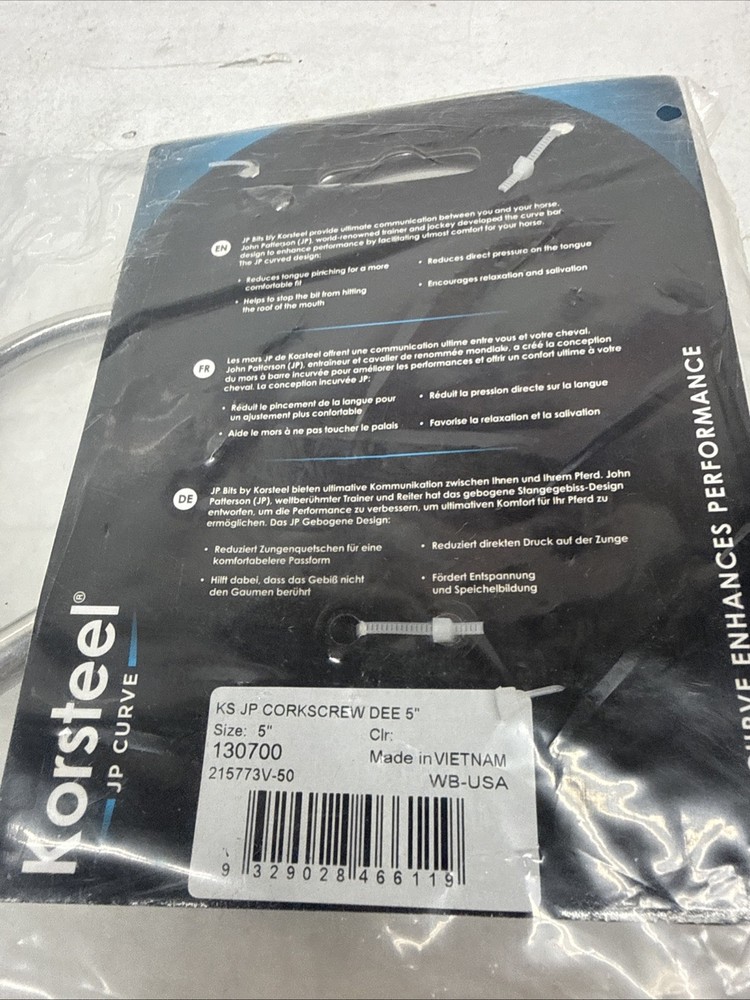 EN
JP Bits by Korsteel provide ultimate communication between you and your horse.
John Patterson (JP), world-renowned trainer and jockey developed the curve bar
design to enhance performance by facilitating utmost comfort for your horse.
The JP curved design:
• Reduces tongue pinching for a more
comfortable fit
• Helps to stop the bit from hitting
the roof of the mouth
• Reduces direct pressure on the tongue
• Encourages relaxation and salivation
FR
Les mors JP de Korsteel offrent une communication ultime entre vous et votre cheval.
John Patterson (JP), entraîneur et cavalier de renommée mondiale, a créé la conception
du mors à barre incurvée pour améliorer les performances et offrir un confort ultime à votre
cheval. La conception incurvée JP:
• Réduit le pincement de la langue pour
un ajustement plus confortable
• Aide le mors à ne pas toucher le palais
• Réduit la pression directe sur la langue
• Favorise la relaxation et la salivation
DE
JP Bits by Korsteel bieten ultimative Kommunikation zwischen Ihnen und Ihrem Pferd. John
Patterson (JP), weltberühmter Trainer und Reiter hat das gebogene Stangegebiss-Design
entworfen, um die Performance zu verbessern, um ultimativen Komfort für Ihr Pferd zu
ermöglichen. Das JP Gebogene Design:
• Reduziert Zungenquetschen für eine
komfortabelere Passform
• Hilft dabei, dass das Gebiß nicht
den Gaumen berührt
• Reduziert direkten Druck auf der Zunge
• Fördert Entspannung
und Speichelbildung
Korsteel®
JP CURVE
CURVE ENHANCES PERFORMANCE
KS JP CORKSCREW DEE 5"
Size: 5"
Clr:
130700
Made in VIETNAM
215773V-50
WB-USA
9 329028 466119